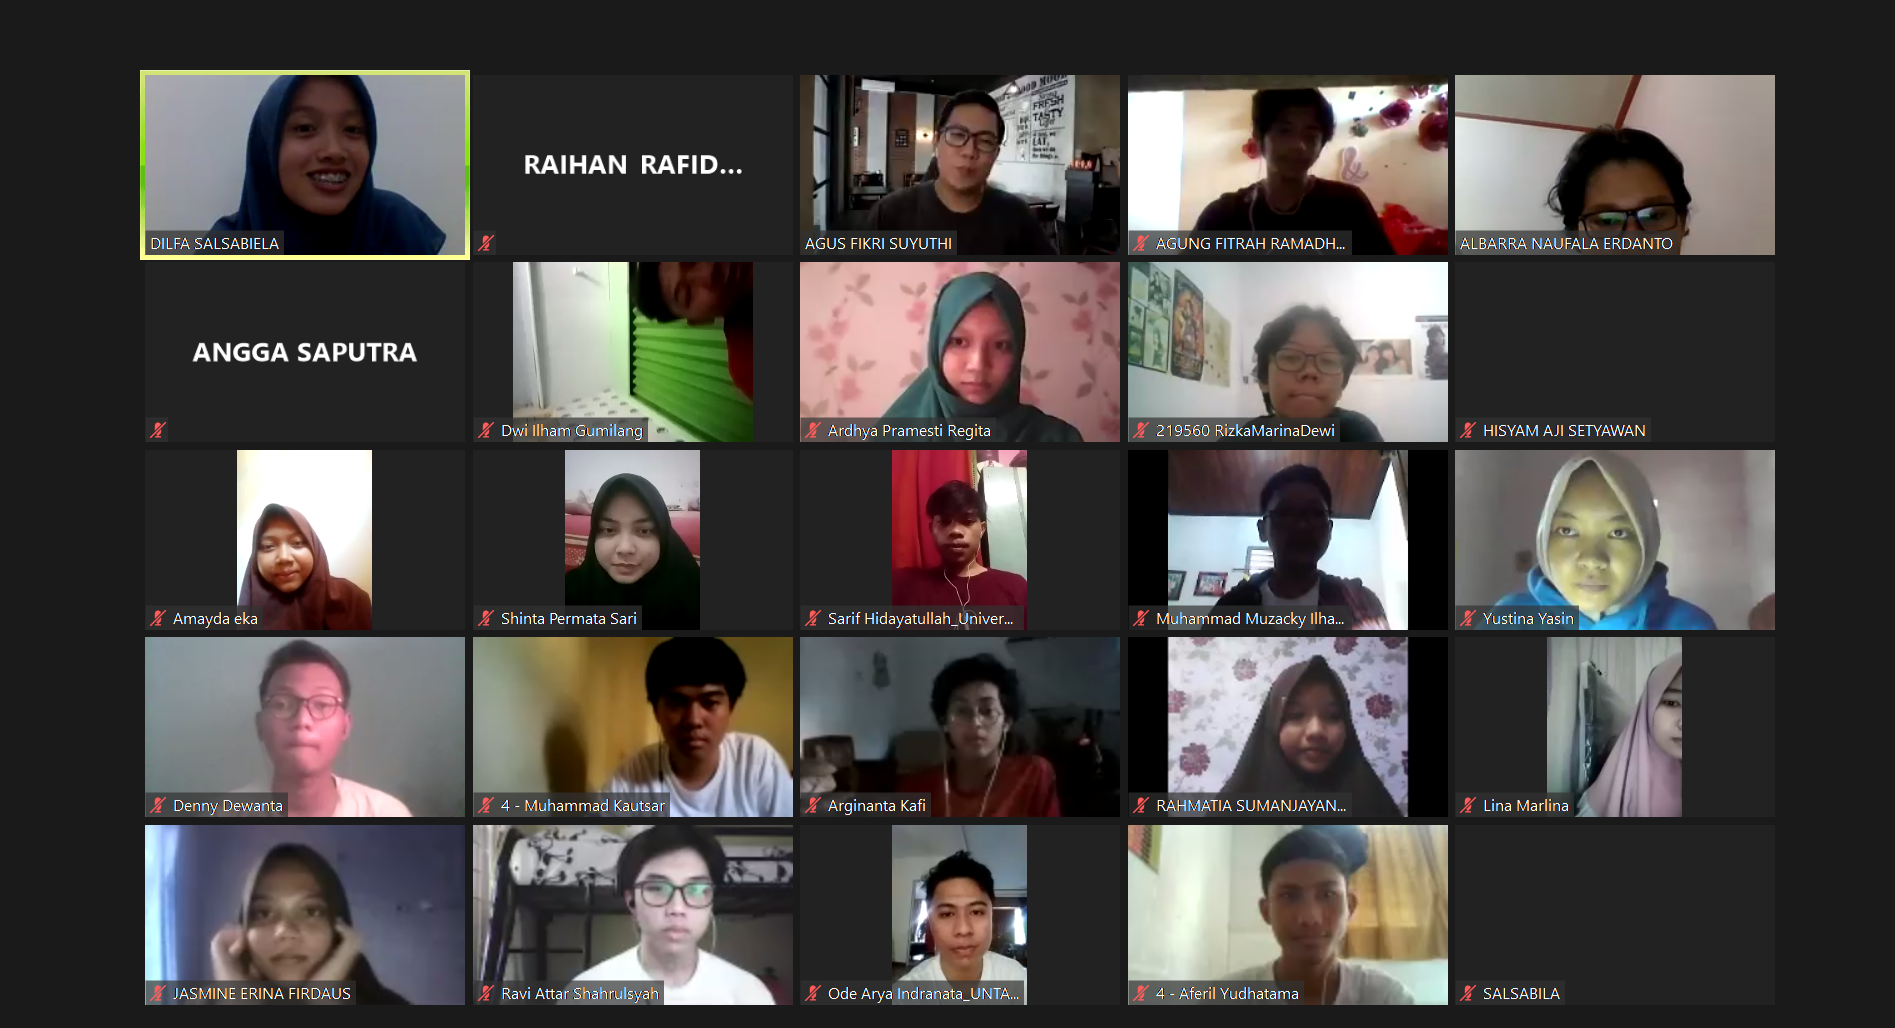 DILFA SALSABIELA
RAIHAN RAFID...
AGUS FIKRI SUYUTHI
FRESH
TASTY
EAT,
AGUNG FITRAH RAMADH...
&
ALBARRA NAUFALA ERDANTO
ANGGA SAPUTRA
Dwi Ilham Gumilang
Ardhya Pramesti Regita
219560 RizkaMarinaDewi
HISYAM AJI SETYAWAN
Amayda eka
Shinta Permata Sari
Sarif Hidayatullah_Univer...
Muhammad Muzacky Ilha...
Yustina Yasin
Denny Dewanta
4 - Muhammad Kautsar
Arginanta Kafi
RAHMATIA SUMANJAYAN...
Lina Marlina
JASMINE ERINA FIRDAUS
Ravi Attar Shahrulsyah
Ode Arya Indranata_UNTA...
4 - Aferil Yudhatama
SALSABILA